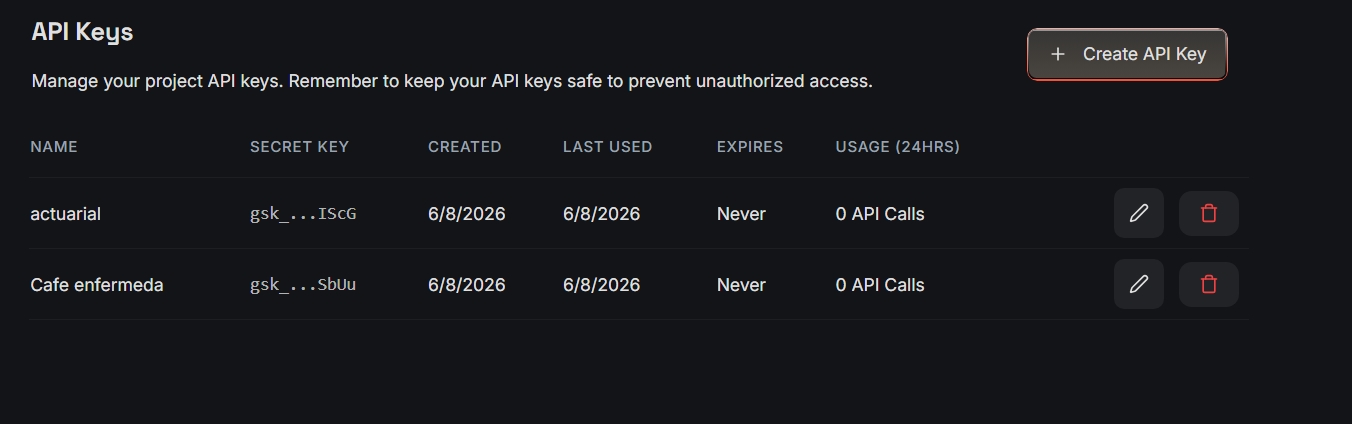 API Keys
Create API Key
Manage your project API keys. Remember to keep your API keys safe to prevent unauthorized access.
NAME SECRET KEY CREATED LAST USED EXPIRES USAGE (24HRS)
actuarial gsk_...IScG 6/8/2026 6/8/2026 Never 0 API Calls
Cafe enfermeda gsk_...SbUu 6/8/2026 6/8/2026 Never 0 API Calls